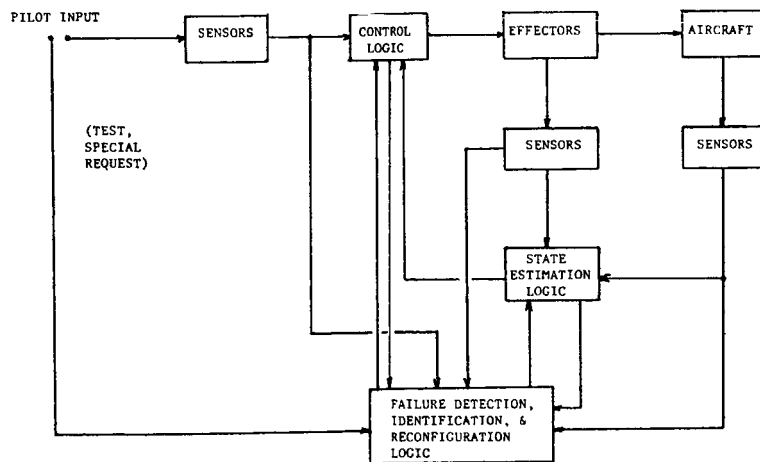 PILOT INPUT
SENSORS
CONTROL
LOGIC
EFFECTORS
AIRCRAFT
(TEST,
SPECIAL
REQUEST)
SENSORS
SENSORS
STATE
ESTIMATION
LOGIC
FAILURE DETECTION,
IDENTIFICATION, &
RECONFIGURATION
LOGIC